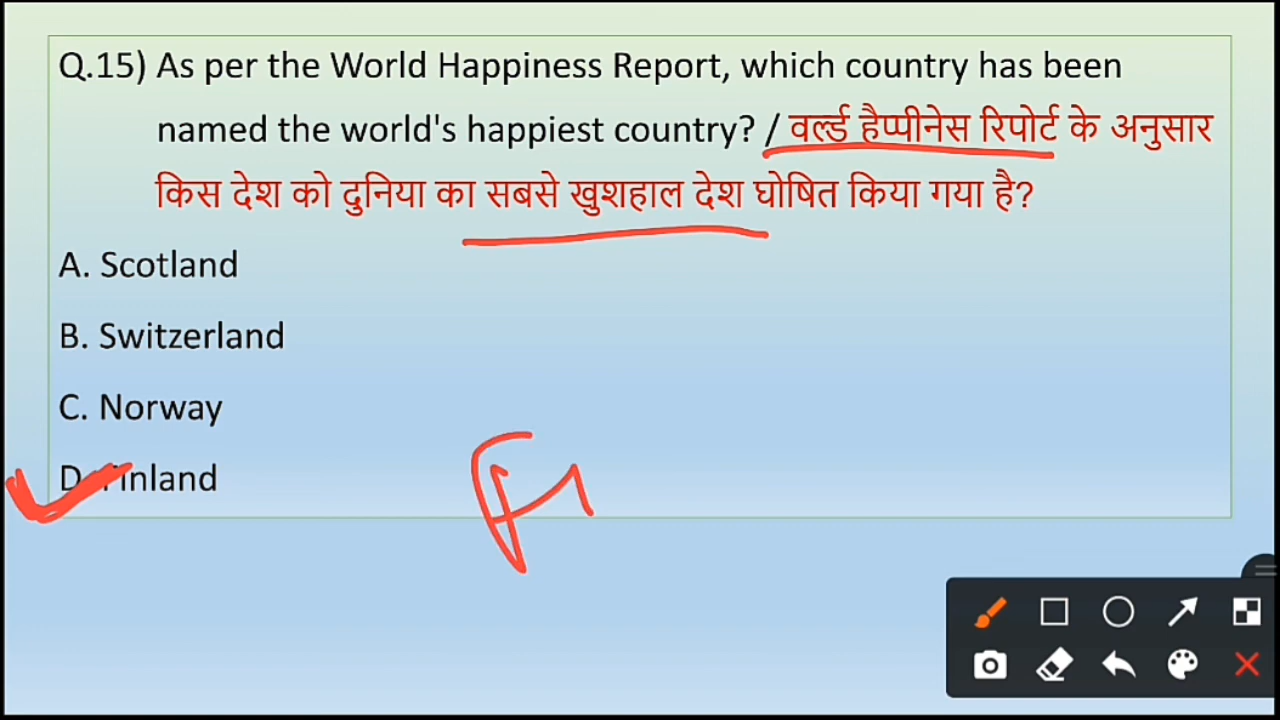 Q.15) As per the World Happiness Report, which country has been
named the world's happiest country? / वर्ल्ड हैप्पीनेस रिपोर्ट के अनुसार
किस देश को दुनिया का सबसे खुशहाल देश घोषित किया गया है?
A. Scotland
B. Switzerland
C. Norway
D. Finland